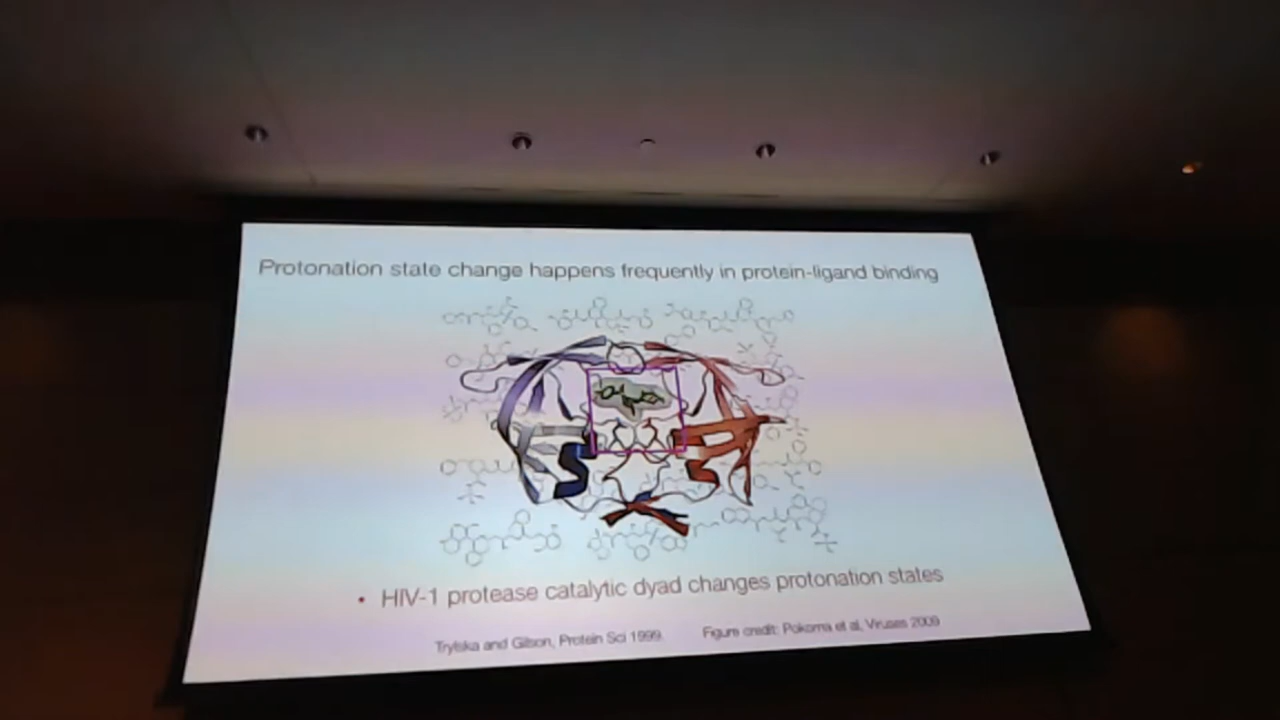 Protonation state change happens frequently in protein-ligand binding
• HIV-1 protease catalytic dyad changes protonation states
and Gilson, Protein Sci 1999 Figure credit: Pokorna et al, Viruses 2009